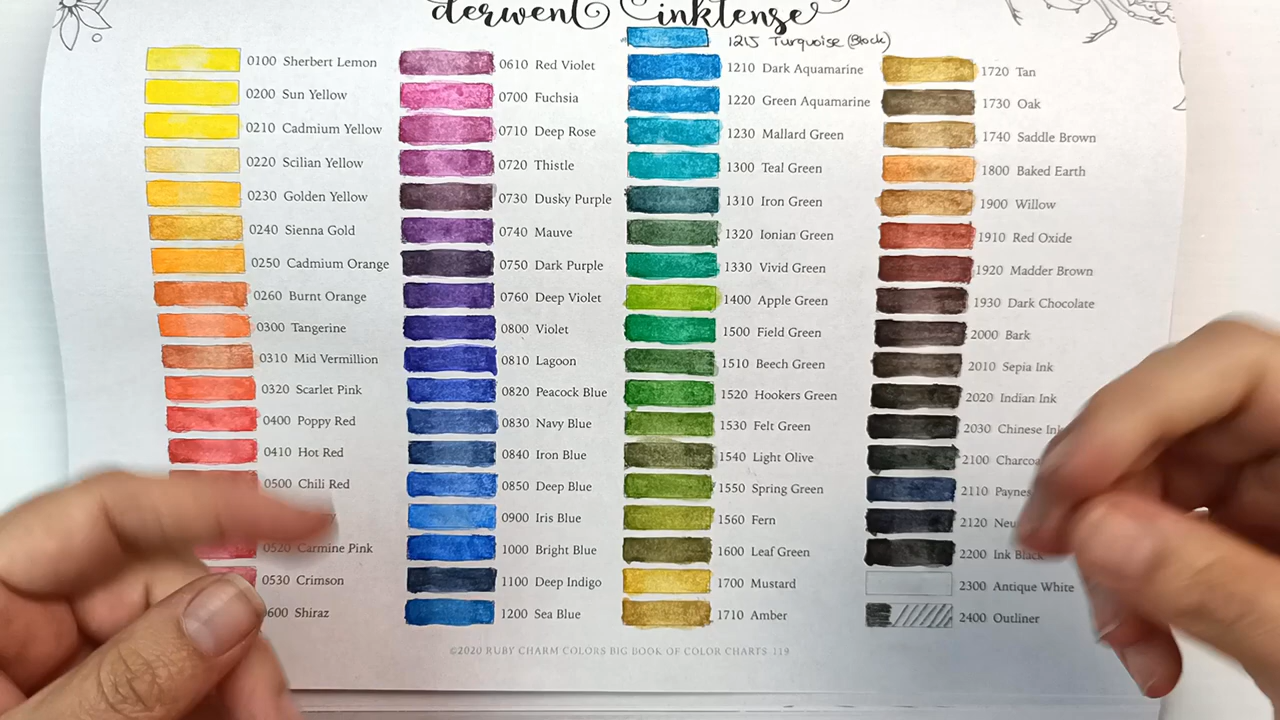 derwent inktense
1215 Turquoise (Block)
0100 Sherbert Lemon
0200 Sun Yellow
0210 Cadmium Yellow
0220 Scilian Yellow
0230 Golden Yellow
0240 Sienna Gold
0250 Cadmium Orange
0260 Burnt Orange
0300 Tangerine
0310 Mid Vermillion
0320 Scarlet Pink
0400 Poppy Red
0410 Hot Red
0500 Chili Red
0520 Carmine Pink
0530 Crimson
0600 Shiraz
0610 Red Violet
0700 Fuchsia
0710 Deep Rose
0720 Thistle
0730 Dusky Purple
0740 Mauve
0750 Dark Purple
0760 Deep Violet
0800 Violet
0810 Lagoon
0820 Peacock Blue
0830 Navy Blue
0840 Iron Blue
0850 Deep Blue
0900 Iris Blue
1000 Bright Blue
1100 Deep Indigo
1200 Sea Blue
1210 Dark Aquamarine
1220 Green Aquamarine
1230 Mallard Green
1300 Teal Green
1310 Iron Green
1320 Ionian Green
1330 Vivid Green
1400 Apple Green
1500 Field Green
1510 Beech Green
1520 Hookers Green
1530 Felt Green
1540 Light Olive
1550 Spring Green
1560 Fern
1600 Leaf Green
1700 Mustard
1710 Amber
1720 Tan
1730 Oak
1740 Saddle Brown
1800 Baked Earth
1900 Willow
1910 Red Oxide
1920 Madder Brown
1930 Dark Chocolate
2000 Bark
2010 Sepia Ink
2020 Indian Ink
2030 Chinese Ink
2100 Charcoa
2110 Paynes
2120 Neu
2200 Ink Black
2300 Antique White
2400 Outliner
©2020 RUBY CHARM COLORS BIG BOOK OF COLOR CHARTS 119